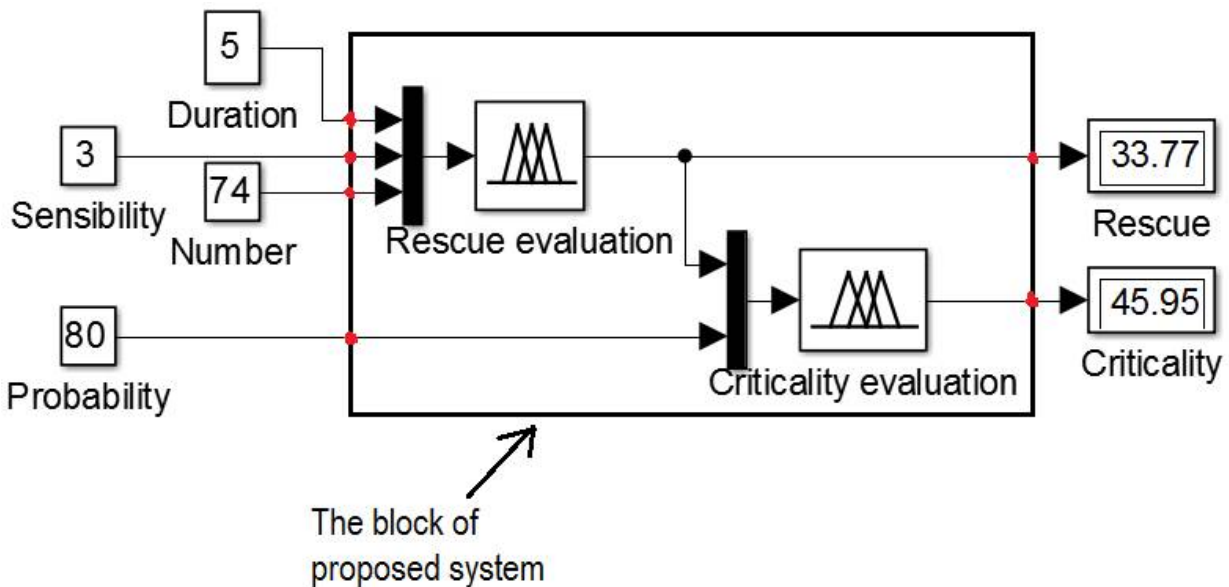 5
Duration
3
Sensibility
74
Number
80
Probability
Rescue evaluation
Criticality evaluation
33.77
Rescue
45.95
Criticality
The block of
proposed system